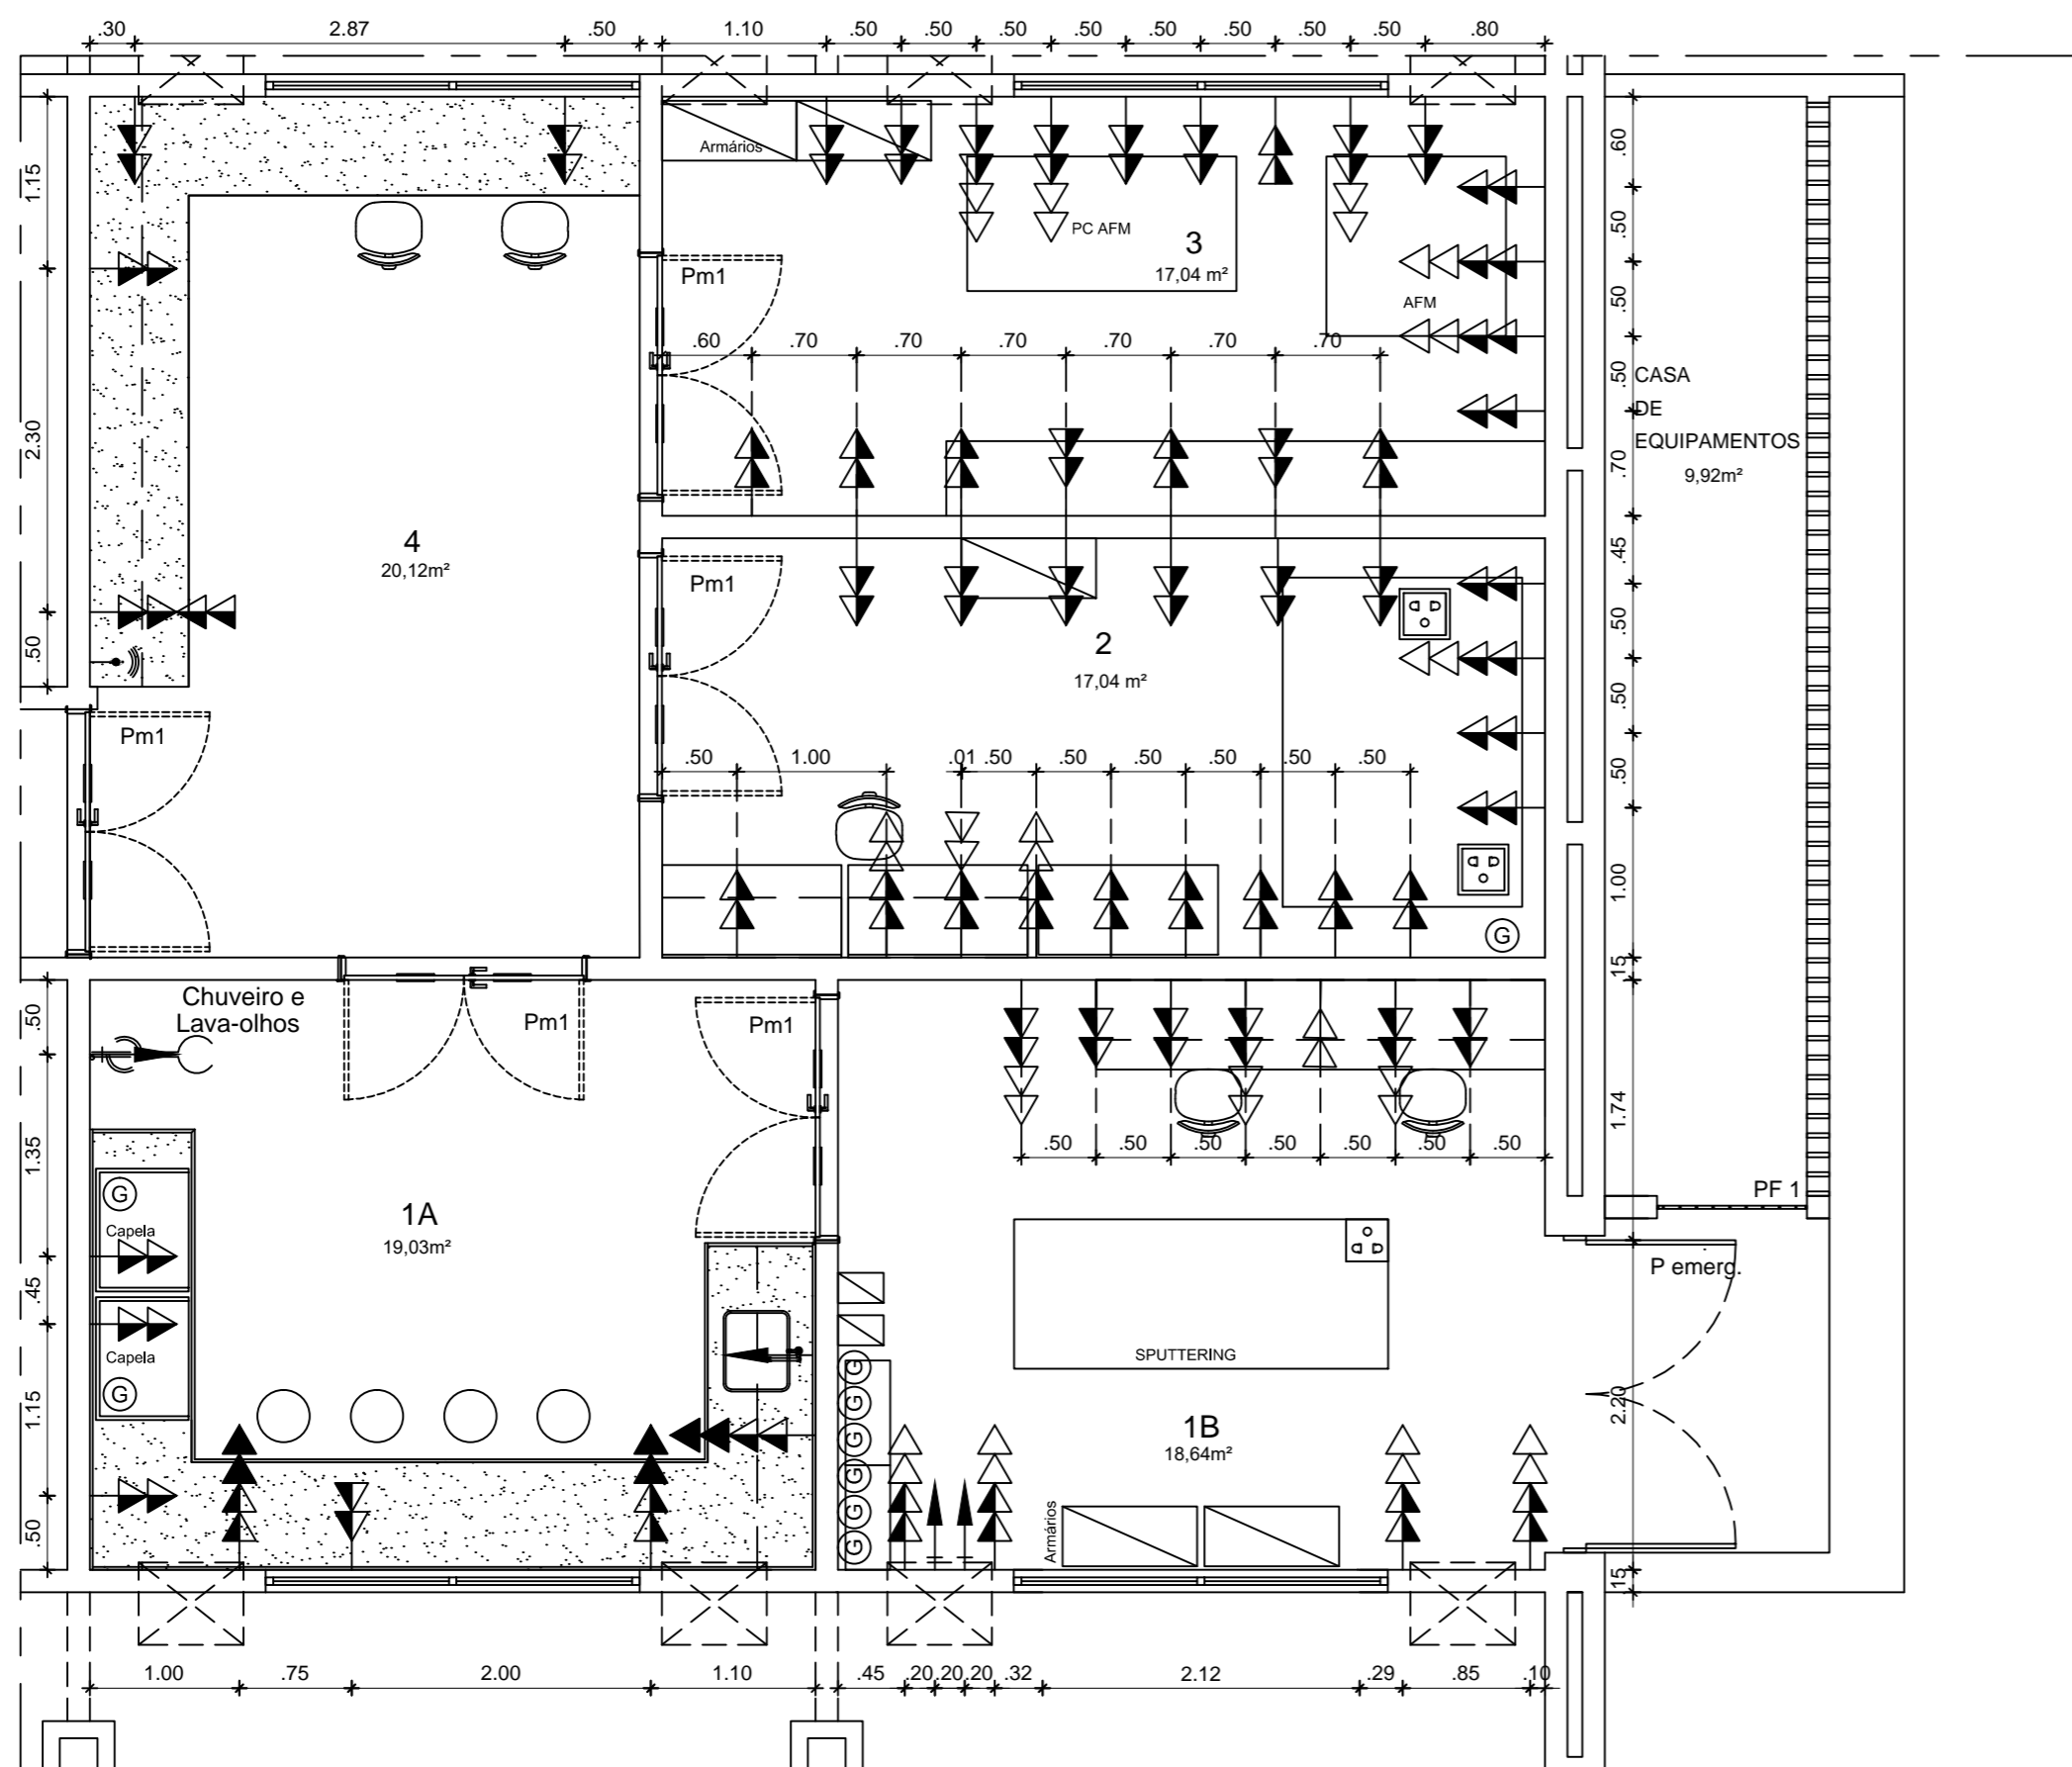 .30 2.87 .50 1.10 .50 .50 .50 .50 .50 .50 .50 .50 .80
Armários
PC AFM
3
17,04 m²
AFM
Pm1
.60 .70 .70 .70 .70 .70 .70
1.15
2.30
.50
4
20,12m²
Pm1
.60
.50
.50
.50
.70
.45
.50
.50
.50
1.00
.15
1.74
2.20
.15
CASA
DE
EQUIPAMENTOS
9,92m²
Pm1
2
17,04 m²
.50 1.00 .01 .50 .50 .50 .50 .50 .50
G
Chuveiro e
Lava-olhos
Pm1
Pm1
.50
1.35
.45
1.15
.50
G
Capela
Capela
G
1A
19,03m²
.50 .50 .50 .50 .50 .50 .50
SPUTTERING
1B
18,64m²
G
G
G
G
G
G
Armários
PF 1
P emerg.
1.00 .75 2.00 1.10 .45 .20 .20 .20 .32 2.12 .29 .85 .10